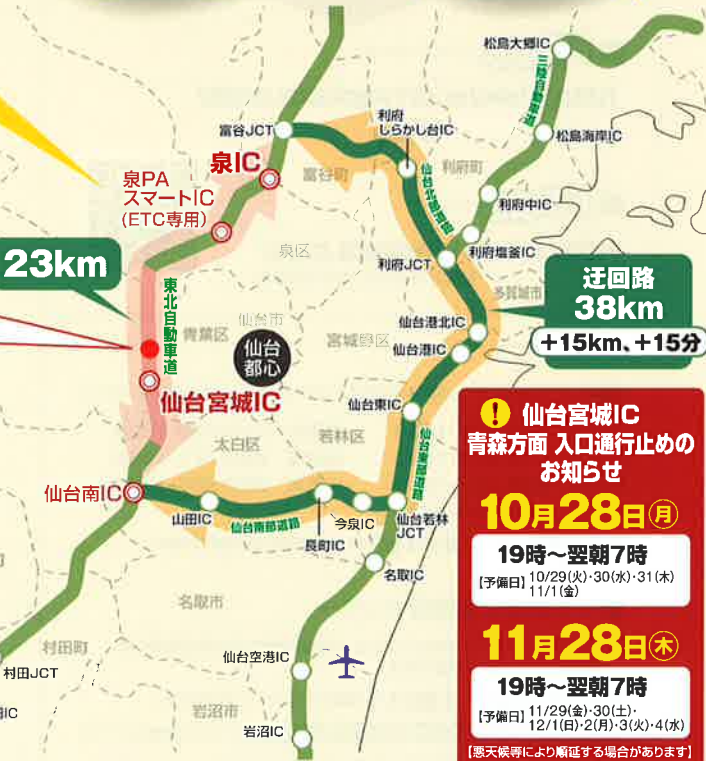 松島大郷IC
三陸自動車道
富谷JCT
利府
しらかし台IC
松島海岸IC
泉IC
富谷町
利府町
泉PA
スマートIC
(ETC専用)
仙台北部道路
利府中IC
利府塩釜IC
泉区
利府JCT
23km
迂回路
38km
+15km、+15分
多賀城市
東北自動車道
仙台市
青葉区
宮城野区
仙台港北IC
仙台港IC
仙台
都心
仙台宮城IC
仙台東IC
太白区
若林区
仙台東部道路
仙台南IC
山田IC
仙台南部道路
長町IC
今泉IC
仙台若林
JCT
名取IC
名取市
村田町
村田JCT
仙台空港IC
岩沼市
岩沼IC
IC
! 仙台宮城IC
青森方面 入口通行止めの
お知らせ
10月28日(月)
19時〜翌朝7時
【予備日】10/29(火)・30(水)・31(木)
11/1(金)
11月28日(木)
19時〜翌朝7時
【予備日】11/29(金)・30(土)・
12/1(日)・2(月)・3(火)・4(水)
【悪天候等により順延する場合があります】